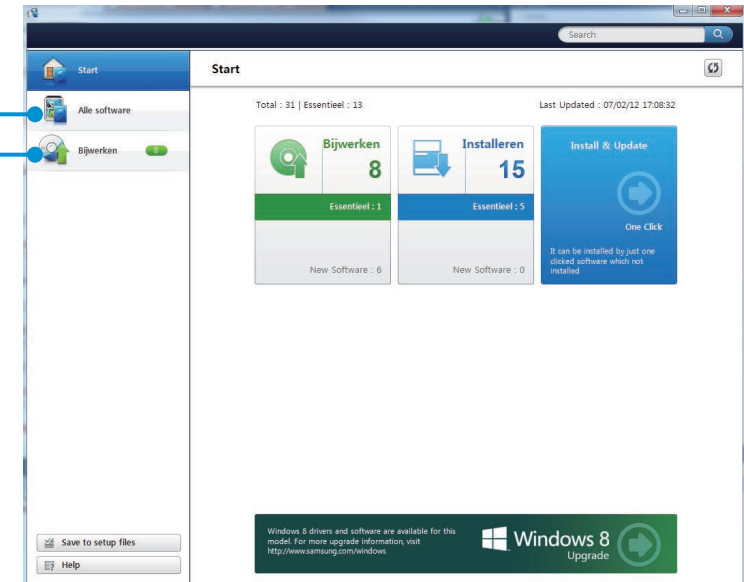 Search
Start
Start
Alle software
Bijwerken 8
Total : 31 | Essentieel : 13
Last Updated : 07/02/12 17:08:32
Bijwerken
8
Essentieel : 1
New Software : 6
Installeren
15
Essentieel : 5
New Software : 0
Install & Update
One Click
It can be installed by just one
clicked software which not
installed
Windows 8 drivers and software are available for this
model. For more upgrade information, visit
http://www.samsung.com/windows
Windows 8
Upgrade
Save to setup files
Help